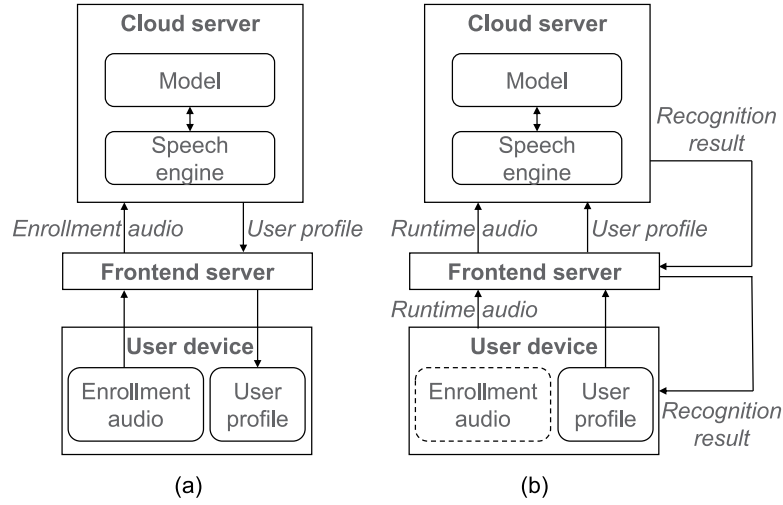 Cloud server
Model
Speech
engine
Enrollment audio
User profile
Frontend server
User device
Enrollment
audio
User
profile
(a)
Cloud server
Model
Speech
engine
Recognition
result
Runtime audio
User profile
Frontend server
Runtime audio
User device
Enrollment
audio
User
profile
Recognition
result
(b)